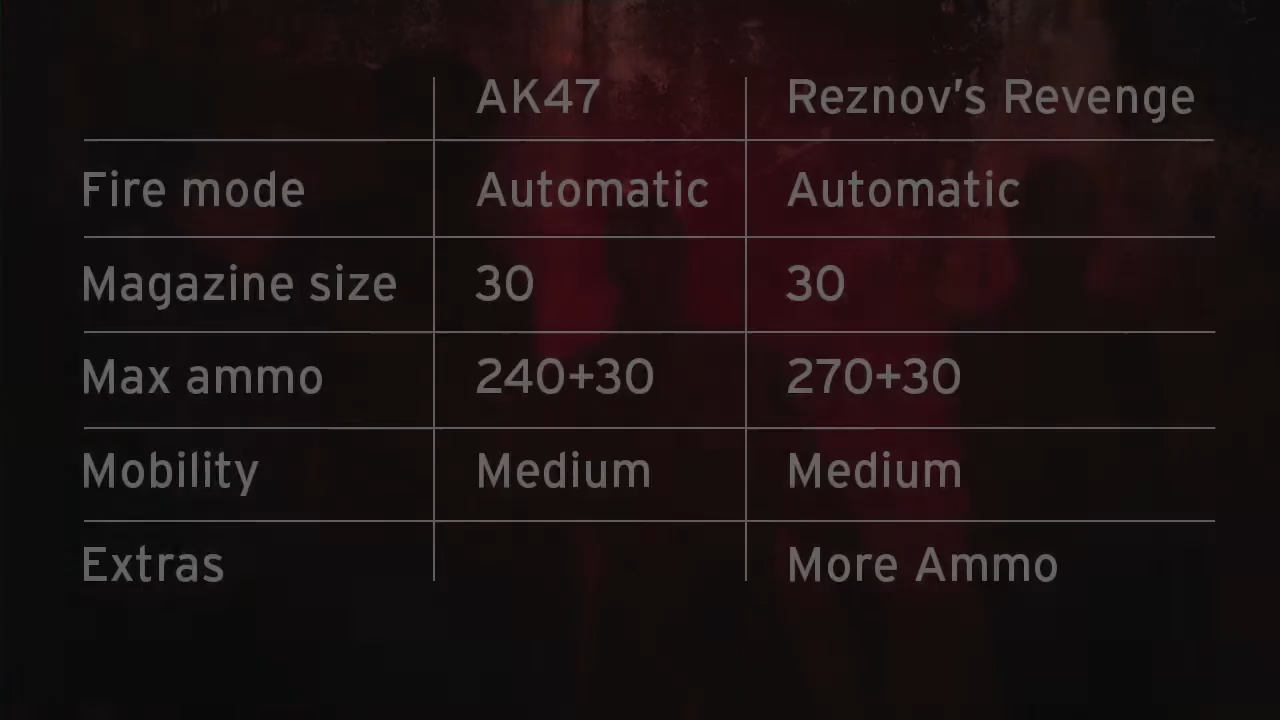 AK47 Reznov's Revenge
Fire mode Automatic Automatic
Magazine size 30 30
Max ammo 240+30 270+30
Mobility Medium Medium
Extras More Ammo